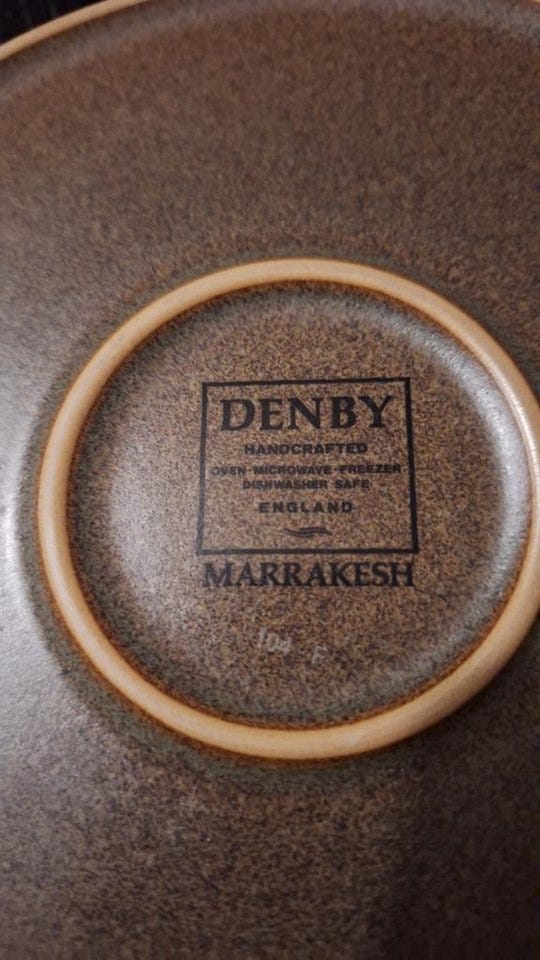 DENBY
HANDCRAFTED
OVEN-MICROWAVE-FREEZER
DISHWASHER SAFE
ENGLAND
MARRAKESH
104 F